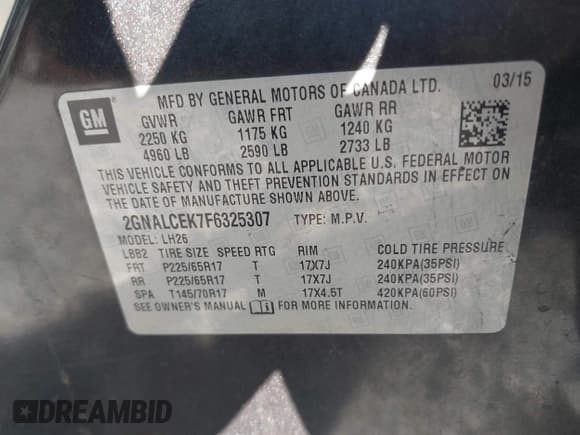 GM
MFD BY GENERAL MOTORS OF CANADA LTD. 03/15
GVWR GAWR FRT GAWR RR
2250 KG 1175 KG 1240 KG
4960 LB 2590 LB 2733 LB
THIS VEHICLE CONFORMS TO ALL APPLICABLE U.S. FEDERAL MOTOR
VEHICLE SAFETY AND THEFT PREVENTION STANDARDS IN EFFECT ON
THE DATE OF MANUFACTURE SHOWN ABOVE.
2GNALCEK7F6325307 TYPE: M.P.V.
MODEL: LH26
LBB2 TIRE SIZE SPEED RTG RIM COLD TIRE PRESSURE
FRT P225/65R17 T 17X7J 240KPA(35PSI)
RR P225/65R17 T 17X7J 240KPA(35PSI)
SPA T145/70R17 M 17X4.5T 420KPA(60PSI)
SEE OWNER'S MANUAL FOR MORE INFORMATION.
DREAMBID